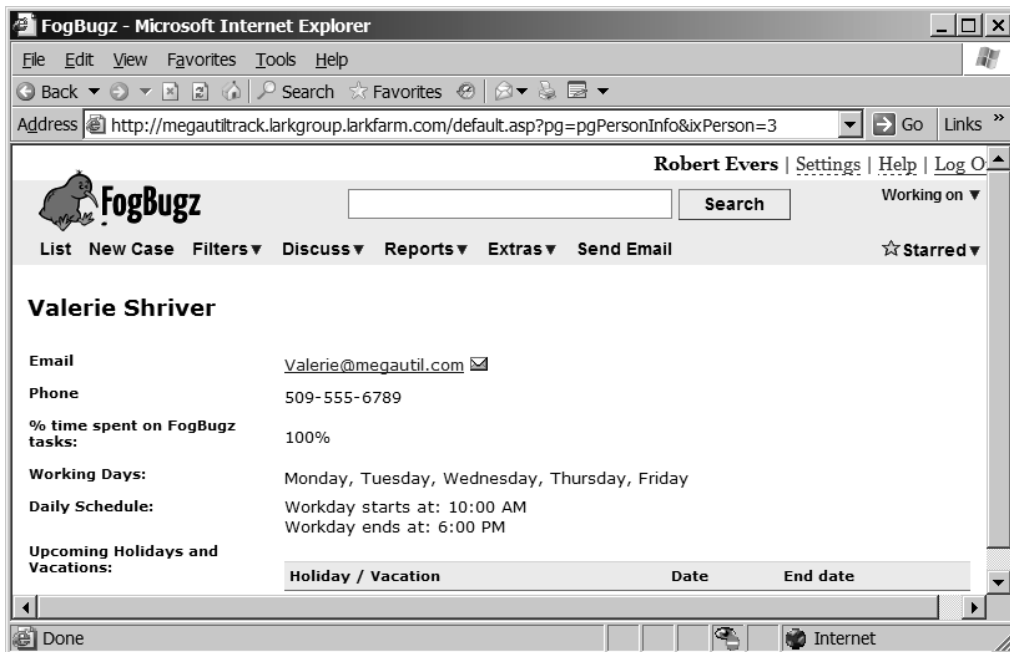 FogBugz - Microsoft Internet Explorer
File Edit View Favorites Tools Help
Back Search Favorites
Address http://megautiltrack.larkgroup.larkfarm.com/default.asp?pg=pgPersonInfo&ixPerson=3 Go Links »
Robert Evers | Settings | Help | Log O
FogBugz Search Working on ▼
List New Case Filters ▼ Discuss ▼ Reports ▼ Extras ▼ Send Email ☆ Starred ▼
Valerie Shriver
Email Valerie@megautil.com
Phone 509-555-6789
% time spent on FogBugz
tasks: 100%
Working Days: Monday, Tuesday, Wednesday, Thursday, Friday
Daily Schedule: Workday starts at: 10:00 AM
Workday ends at: 6:00 PM
Upcoming Holidays and
Vacations:
Holiday / Vacation Date End date
Done Internet